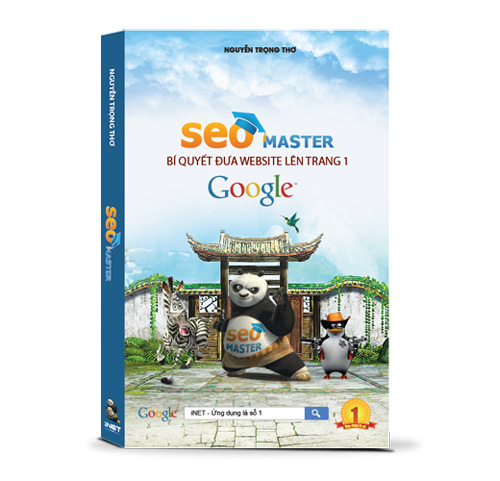 NGUYỄN TRỌNG THƠ
seo MASTER
BÍ QUYẾT ĐƯA WEBSITE LÊN TRANG 1
Google™
SEO
MASTER
Google iNET - Ứng dụng là số 1
1
NGUYỄN TRỌNG THƠ
seo
MASTER
iNET